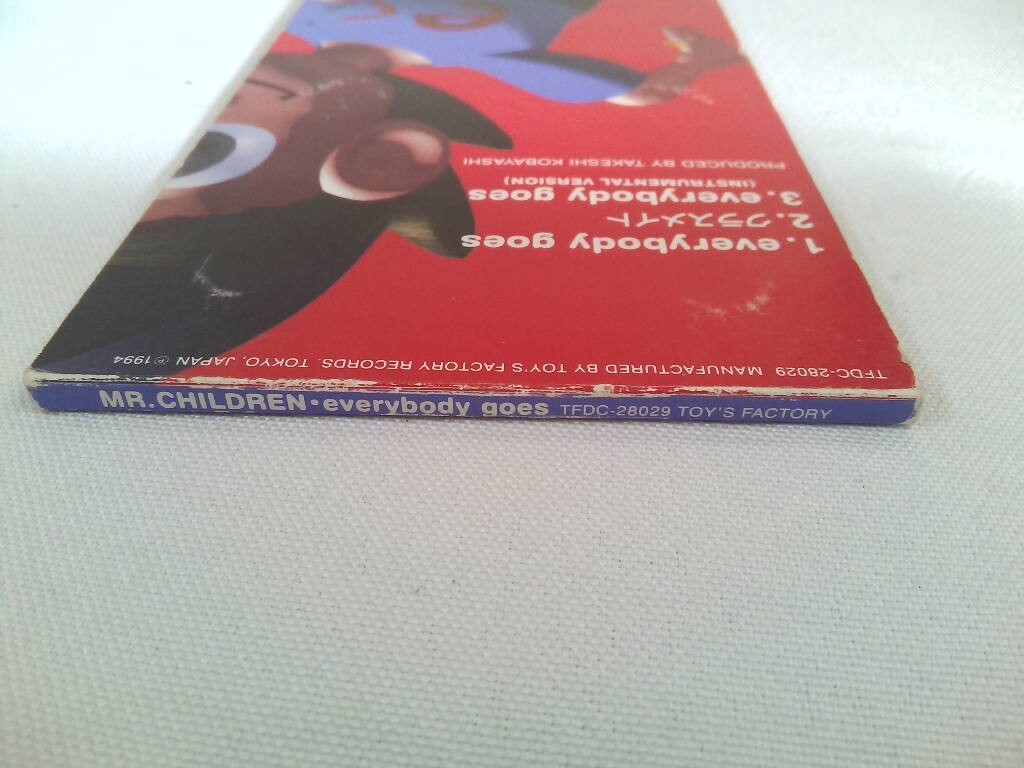 1. everybody goes
2. クラスメイト
3. everybody goes
(INSTRUMENTAL VERSION)
PRODUCED BY TAKESHI KOBAYASHI
TFDC-28029 MANUFACTURED BY TOY'S FACTORY RECORDS. TOKYO, JAPAN ℗1994
MR.CHILDREN・everybody goes TFDC-28029 TOY'S FACTORY